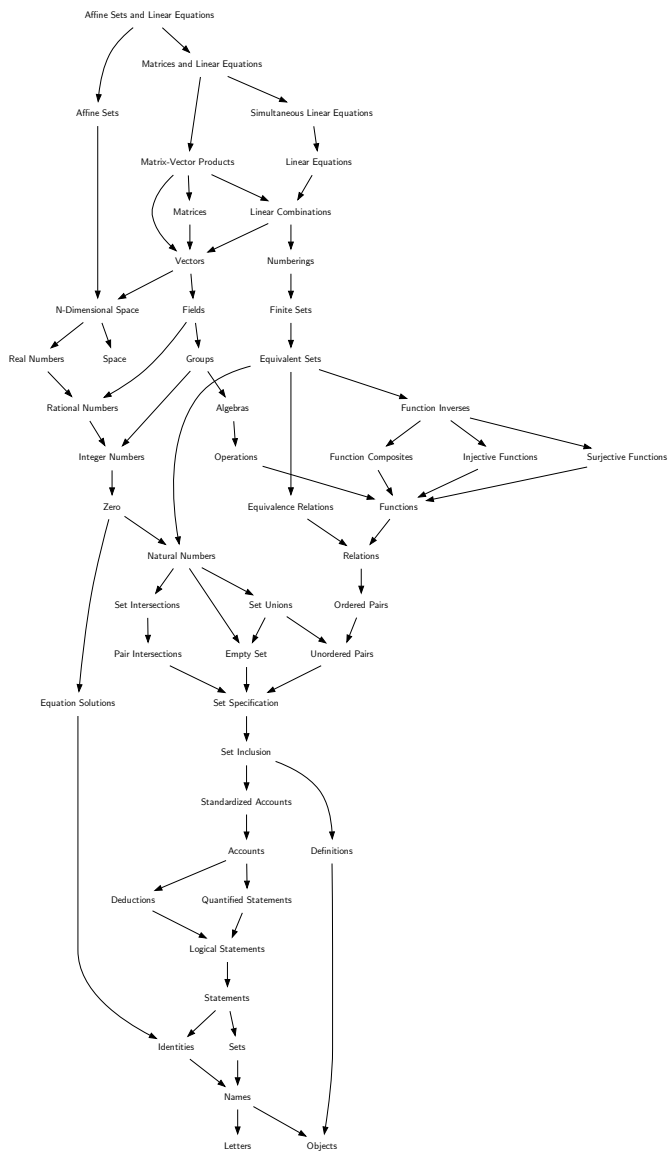 Affine Sets and Linear Equations
Matrices and Linear Equations
Affine Sets
Simultaneous Linear Equations
Matrix-Vector Products
Linear Equations
Matrices
Linear Combinations
Vectors
Numberings
N-Dimensional Space
Fields
Finite Sets
Real Numbers
Space
Groups
Equivalent Sets
Rational Numbers
Algebras
Function Inverses
Integer Numbers
Operations
Function Composites
Injective Functions
Surjective Functions
Zero
Equivalence Relations
Functions
Natural Numbers
Relations
Set Intersections
Set Unions
Ordered Pairs
Pair Intersections
Empty Set
Unordered Pairs
Equation Solutions
Set Specification
Set Inclusion
Standardized Accounts
Accounts
Definitions
Deductions
Quantified Statements
Logical Statements
Statements
Identities
Sets
Names
Letters
Objects